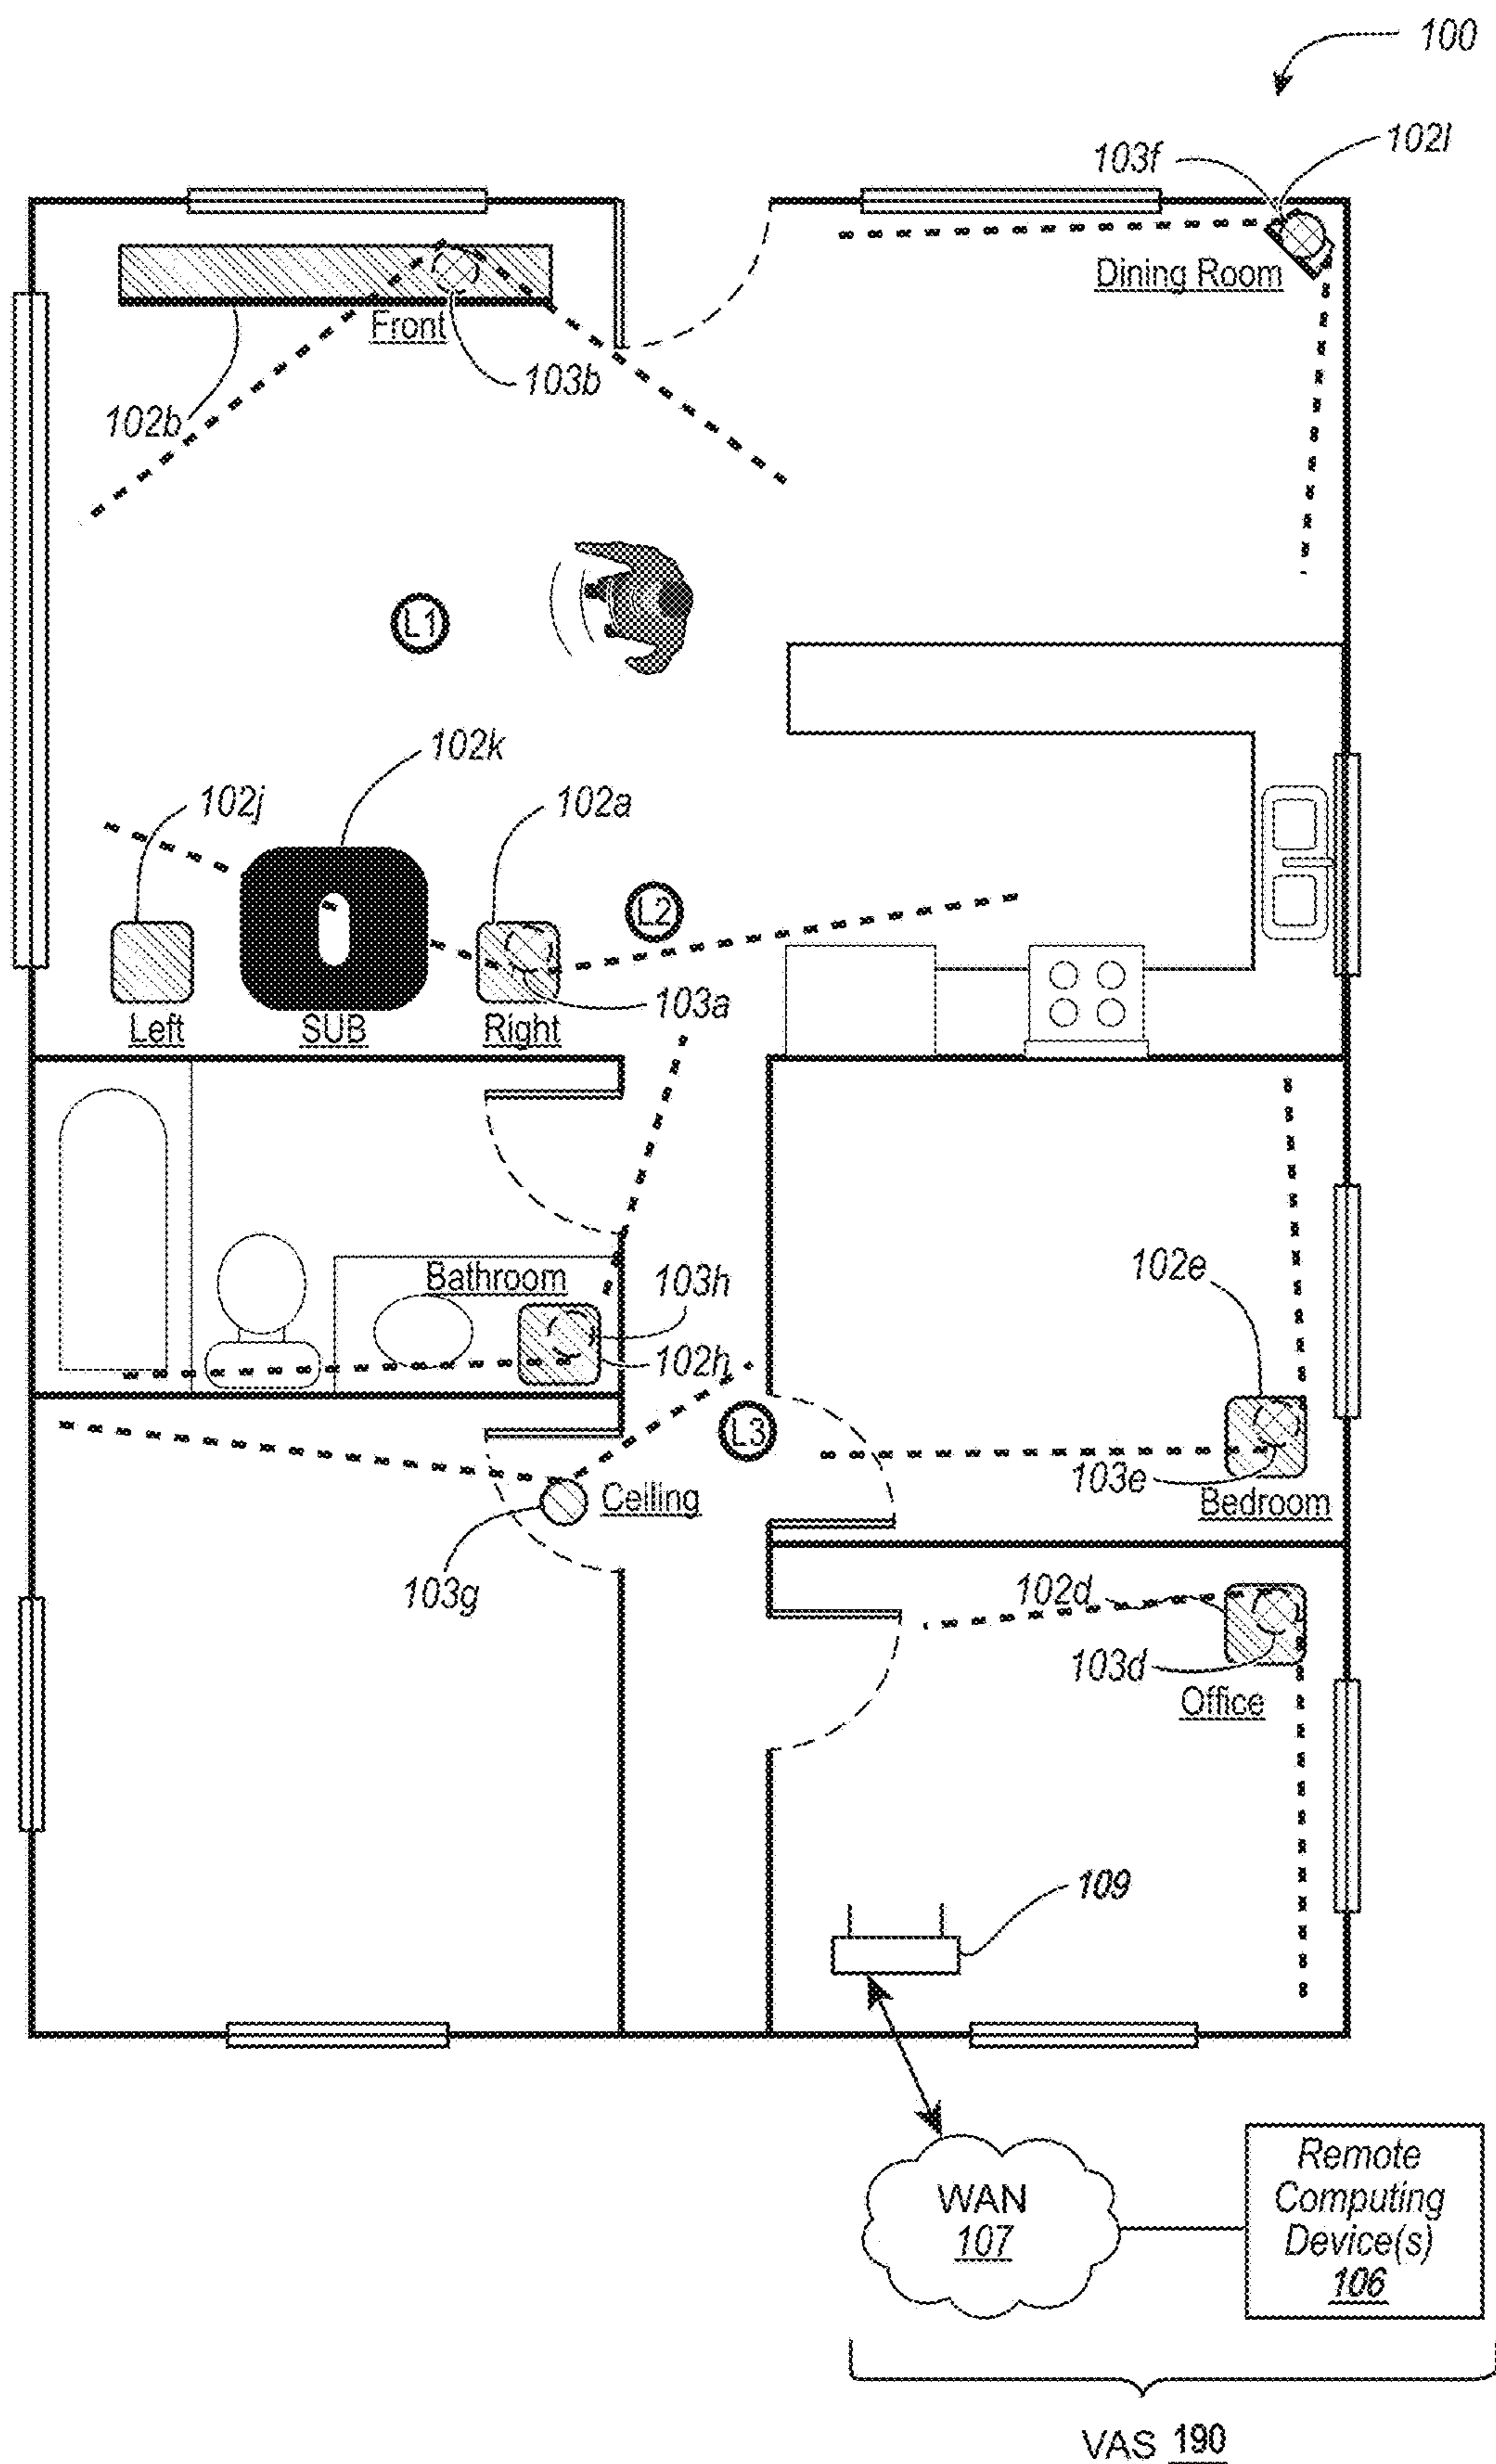 100
103f
102l
Dining Room
Front
103b
102b
L1
102k
102j
102a
L2
103a
Left
SUB
Right
Bathroom
103h
102h
102e
L3
103e
Bedroom
Ceiling
103g
102d
103d
Office
109
WAN
107
Remote
Computing
Device(s)
106
VAS 190